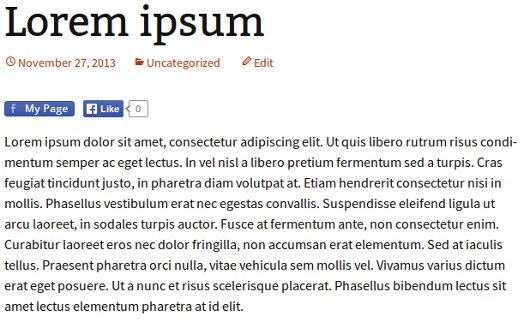 Lorem ipsum
November 27, 2013 Uncategorized Edit
f My Page f Like 0
Lorem ipsum dolor sit amet, consectetur adipiscing elit. Ut quis libero rutrum risus condi-
mentum semper ac eget lectus. In vel nisl a libero pretium fermentum sed a turpis. Cras
feugiat tincidunt justo, in pharetra diam volutpat at. Etiam hendrerit consectetur nisi in
mollis. Phasellus vestibulum erat nec egestas convallis. Suspendisse eleifend ligula ut
arcu laoreet, in sodales turpis auctor. Fusce at fermentum ante, non consectetur enim.
Curabitur laoreet eros nec dolor fringilla, non accumsan erat elementum. Sed at iaculis
tellus. Praesent pharetra orci nulla, vitae vehicula sem mollis vel. Vivamus varius dictum
erat eget posuere. Ut a nunc et risus scelerisque placerat. Phasellus bibendum lectus sit
amet lectus elementum pharetra at id elit.